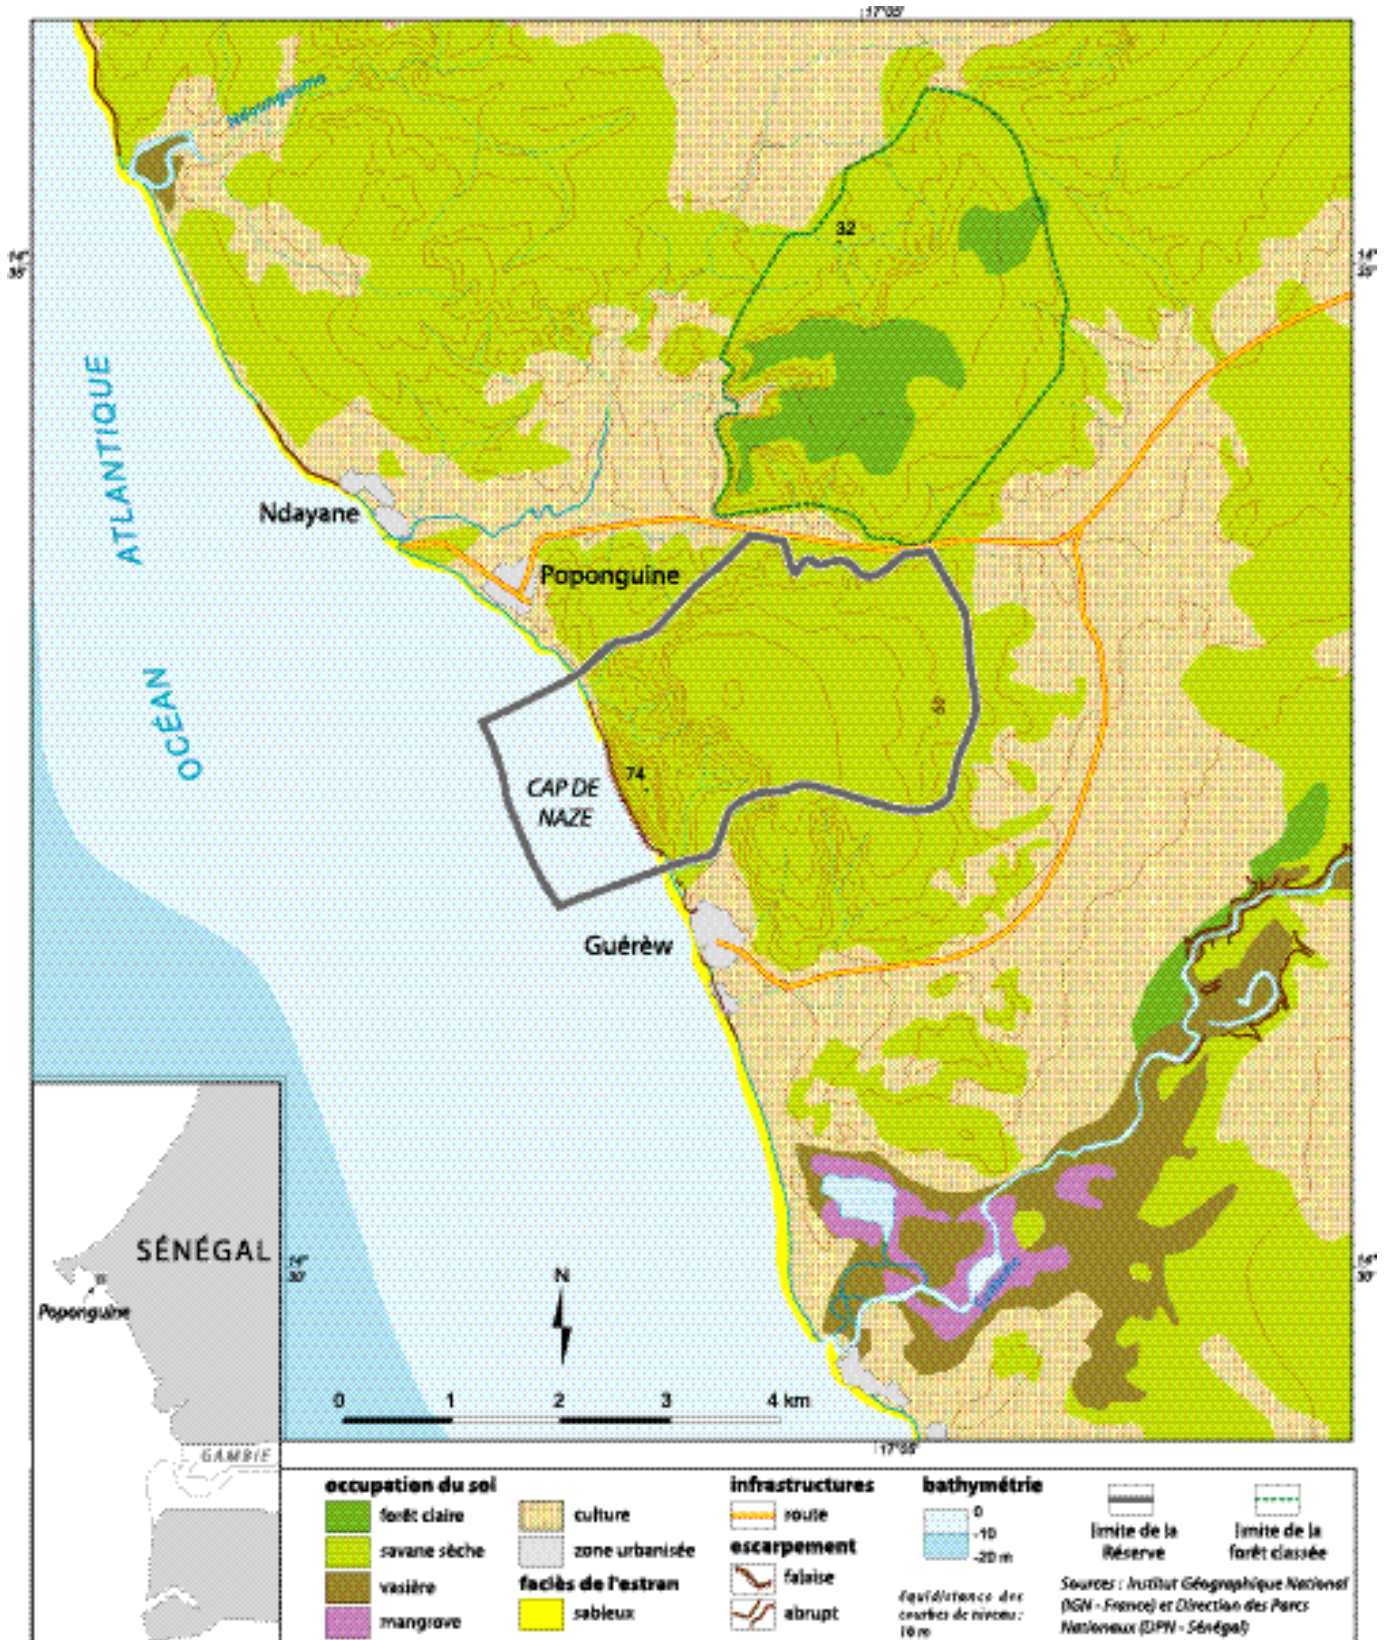 17°05'
Ndoungoume
32
14°
35'
14°
35'
ATLANTIQUE
Ndayane
Poponguine
OCÉAN
60
74
CAP DE
NAZE
Guérèw
SÉNÉGAL
14°
30'
14°
30'
Poponguine
N
Somone
0 1 2 3 4 km
GAMBIE
17°05'
occupation du sol
forêt claire
savane sèche
vasière
mangrove
culture
zone urbanisée
faciès de l'estran
sableux
infrastructures
route
escarpement
falaise
abrupt
bathymétrie
0
-10
-20 m
équidistance des
courbes de niveau :
10 m
limite de la
Réserve
limite de la
forêt classée
Sources : Institut Géographique National
(IGN - France) et Direction des Parcs
Nationaux (DPN - Sénégal)